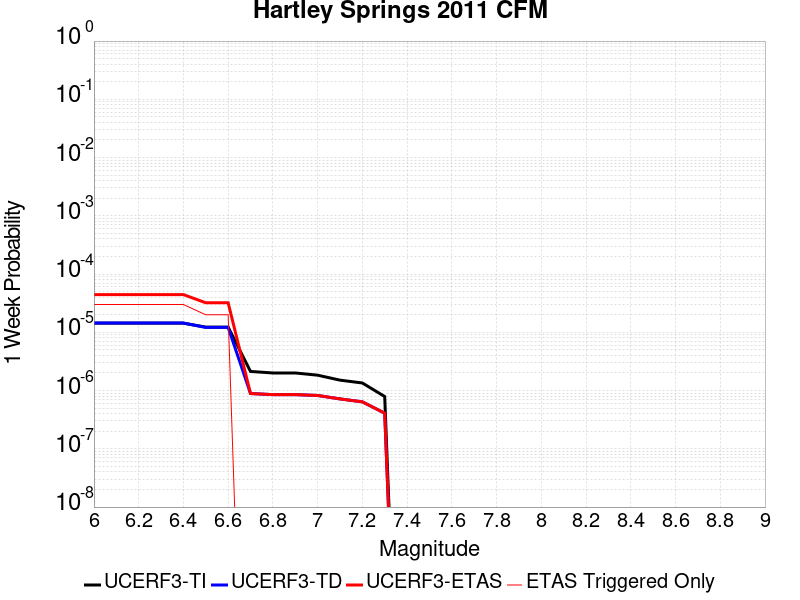 Hartley Springs 2011 CFM
1 Week Probability
10^0
10^-1
10^-2
10^-3
10^-4
10^-5
10^-6
10^-7
10^-8
6 6.2 6.4 6.6 6.8 7 7.2 7.4 7.6 7.8 8 8.2 8.4 8.6 8.8 9
Magnitude
UCERF3-TI UCERF3-TD UCERF3-ETAS ETAS Triggered Only